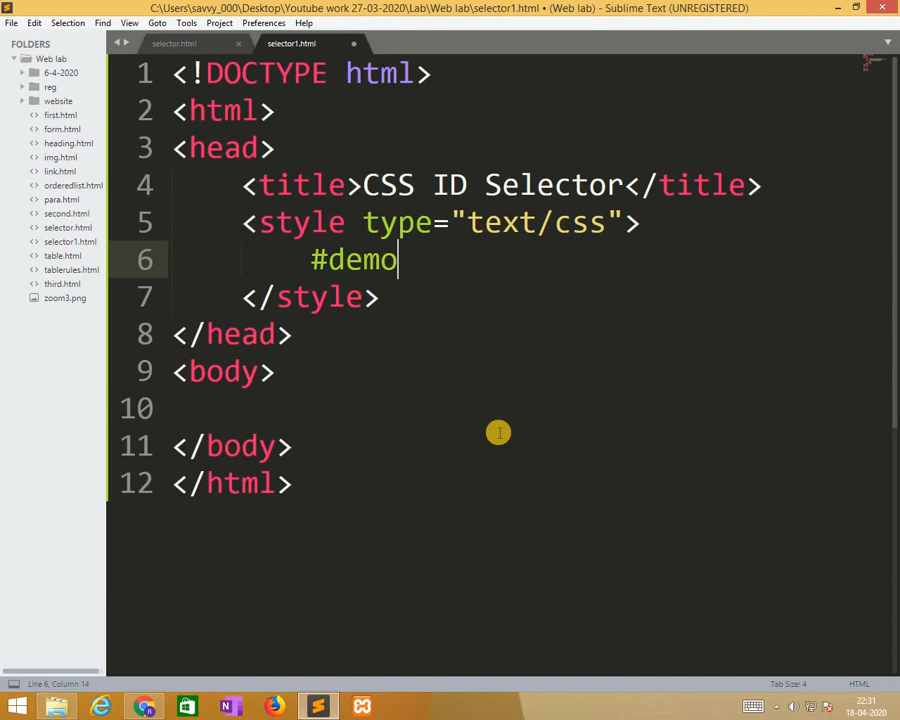 C:\Users\savvy_000\Desktop\Youtube work 27-03-2020\Lab\Web lab\selector1.html • (Web lab) - Sublime Text (UNREGISTERED)
File Edit Selection Find View Goto Tools Project Preferences Help
FOLDERS
Web lab
6-4-2020
reg
website
first.html
form.html
heading.html
img.html
link.html
orderedlist.html
para.html
second.html
selector.html
selector1.html
table.html
tablerules.html
third.html
zoom3.png
selector.html selector1.html
1 <!DOCTYPE html>
2 <html>
3 <head>
4 <title>CSS ID Selector</title>
5 <style type="text/css">
6 #demo
7 </style>
8 </head>
9 <body>
10
11 </body>
12 </html>
Line 6, Column 14 Tab Size: 4 HTML
22:31
18-04-2020